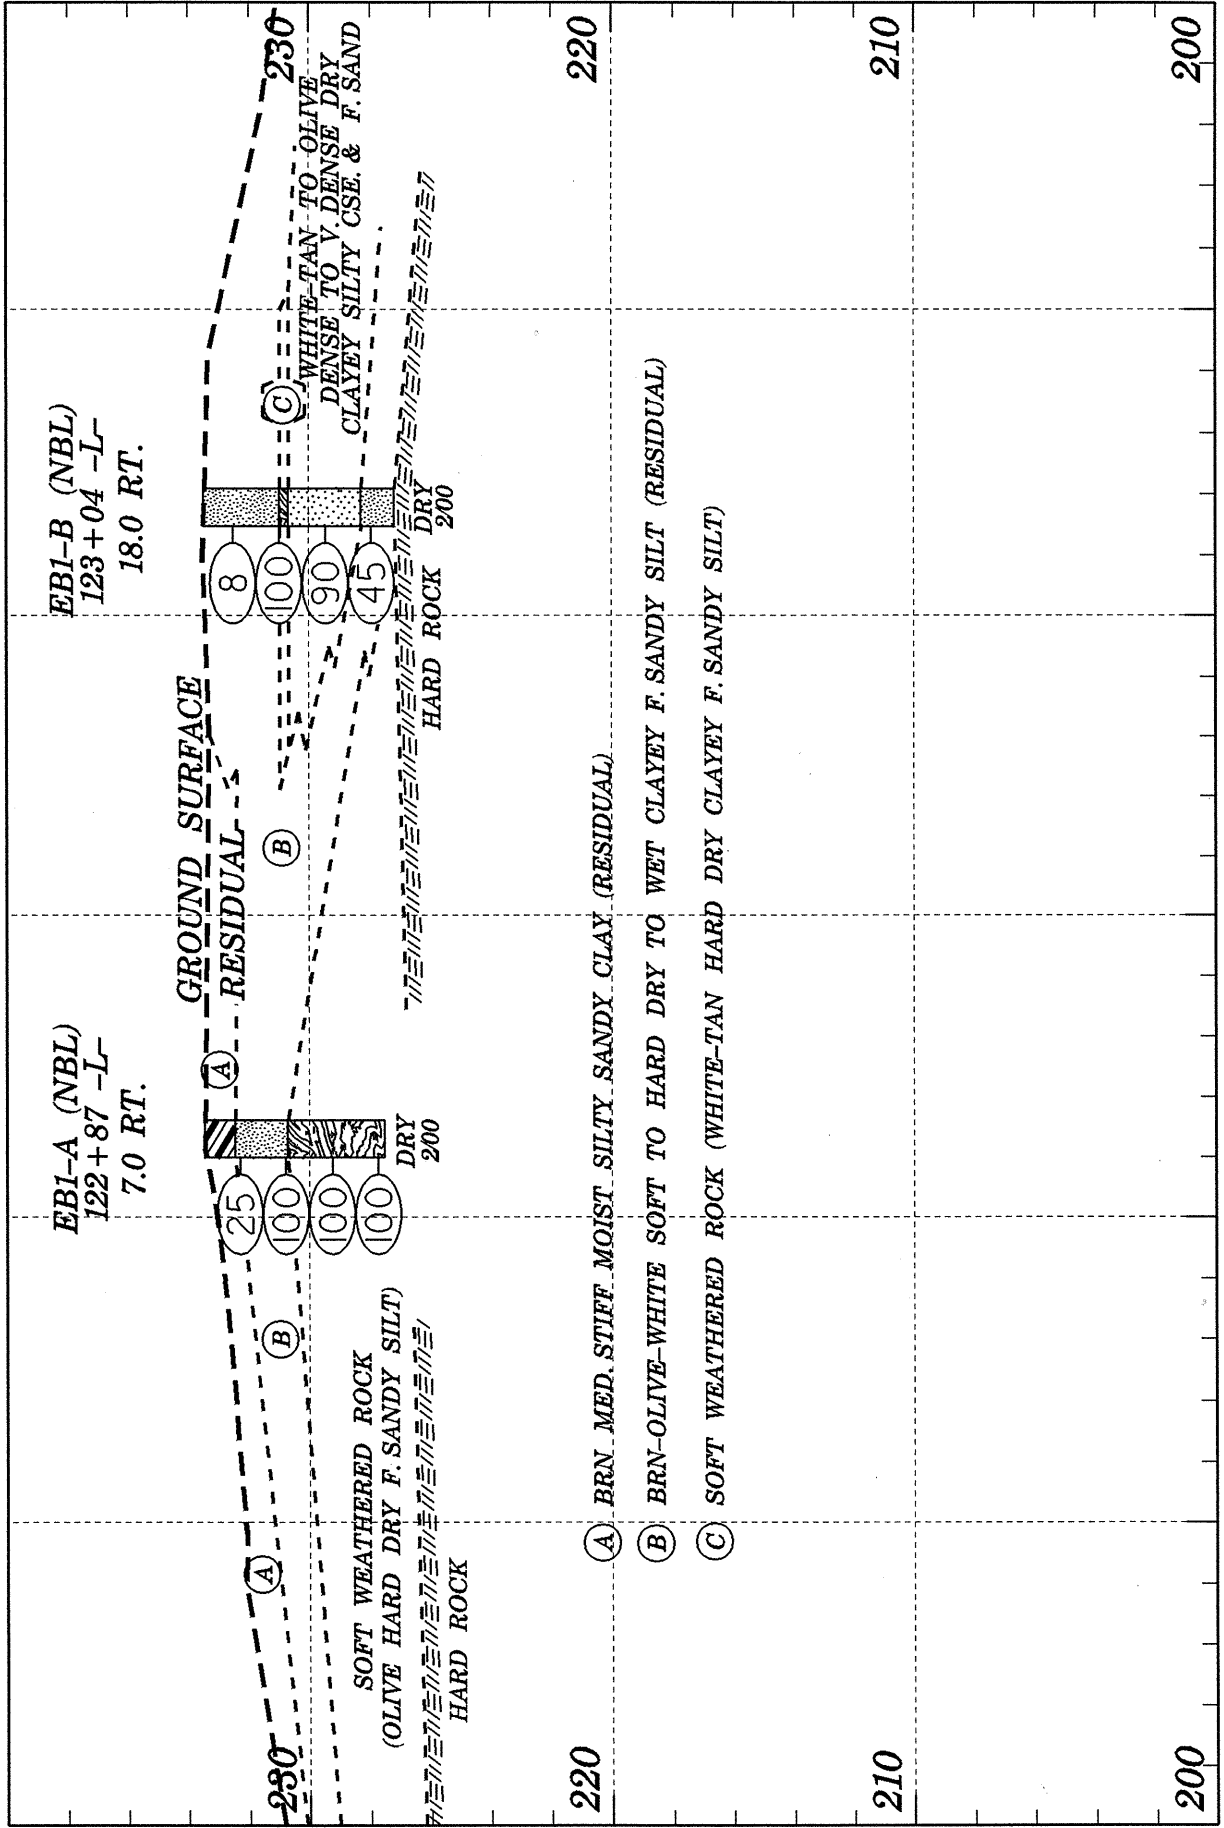 EB1-A (NBL)
122+87 -L-
7.0 RT.
EB1-B (NBL)
123+04 -L-
18.0 RT.
GROUND SURFACE
RESIDUAL
230
A
B
25
100
100
100
DRY
2/00
A
B
8
100
90
45
DRY
2/00
C
230
WHITE-TAN TO OLIVE
DENSE TO V. DENSE DRY
CLAYEY SILTY CSE. & F. SAND
SOFT WEATHERED ROCK
(OLIVE HARD DRY F. SANDY SILT)
HARD ROCK
HARD ROCK
220
220
A BRN MED. STIFF MOIST SILTY SANDY CLAY (RESIDUAL)
B BRN-OLIVE-WHITE SOFT TO HARD DRY TO WET CLAYEY F. SANDY SILT (RESIDUAL)
C SOFT WEATHERED ROCK (WHITE-TAN HARD DRY CLAYEY F. SANDY SILT)
210
210
200
200